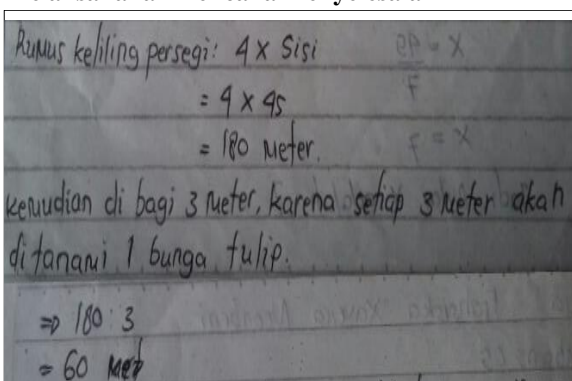 Rumus keliling persegi: 4 x sisi
= 4 x 45
= 180 Meter.
kemudian di bagi 3 Meter, karena setiap 3 Meter akan
ditanami 1 bunga tulip.
⇒ 180 : 3
= 60 Met